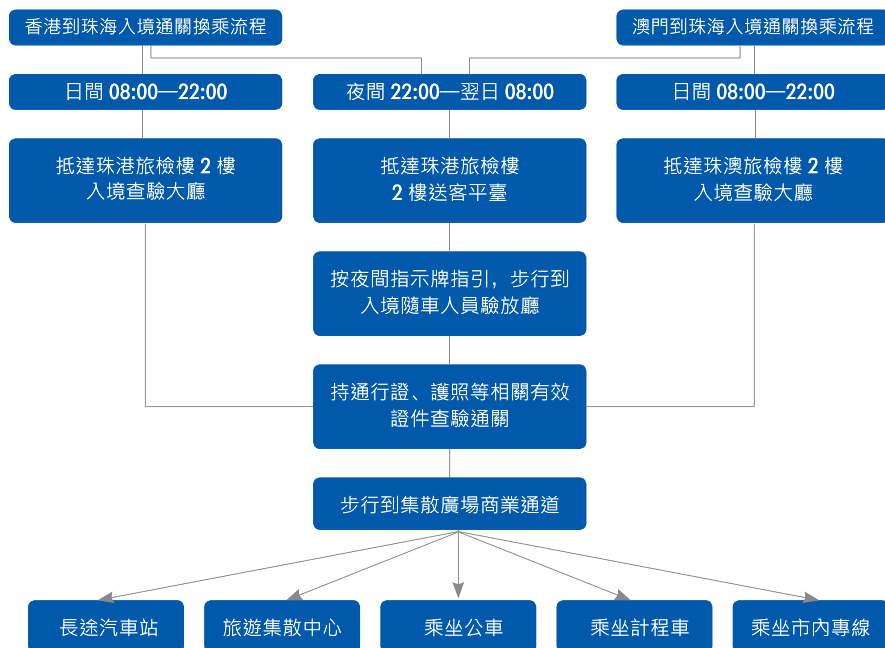 香港到珠海入境通關換乘流程
澳門到珠海入境通關換乘流程
日間 08:00—22:00
夜間 22:00—翌日 08:00
日間 08:00—22:00
抵達珠港旅檢樓 2 樓
入境查驗大廳
抵達珠港旅檢樓
2 樓送客平臺
抵達珠澳旅檢樓 2 樓
入境查驗大廳
按夜間指示牌指引，步行到
入境隨車人員驗放廳
持通行證、護照等相關有效
證件查驗通關
步行到集散廣場商業通道
長途汽車站
旅遊集散中心
乘坐公車
乘坐計程車
乘坐市內專線